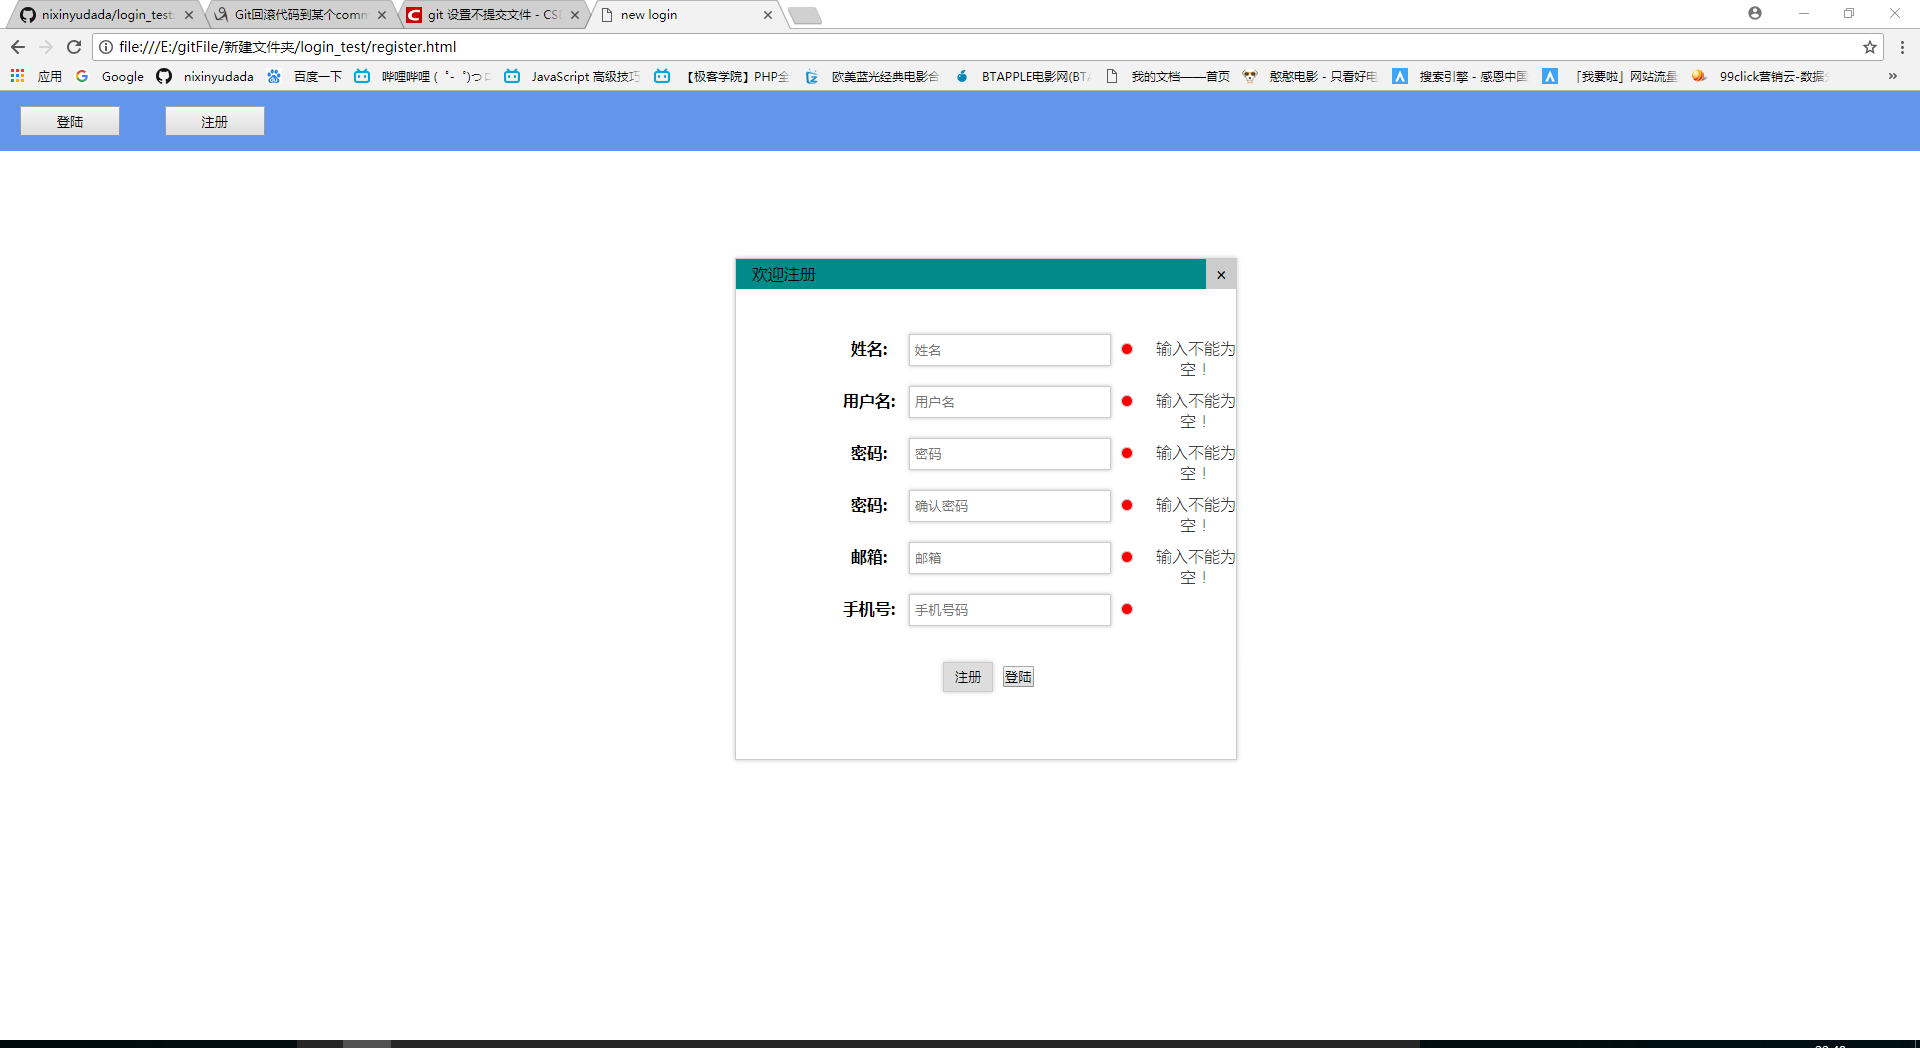 nixinyudada/login_test
Git回滚代码到某个comm
git 设置不提交文件 - CS
new login
file:///E:/gitFile/新建文件夹/login_test/register.html
应用
Google
nixinyudada
百度一下
哔哩哔哩 ( ゜- ゜)つ
JavaScript 高级技巧
【极客学院】PHP全
欧美蓝光经典电影合
BTAPPLE电影网(BT
我的文档——首页
憨憨电影 - 只看好电
搜索引擎 - 感恩中国
「我要啦」网站流量
99click营销云-数据
»
登陆
注册
欢迎注册
×
姓名:
姓名
输入不能为
空！
用户名:
用户名
输入不能为
空！
密码:
密码
输入不能为
空！
密码:
确认密码
输入不能为
空！
邮箱:
邮箱
输入不能为
空！
手机号:
手机号码
注册
登陆